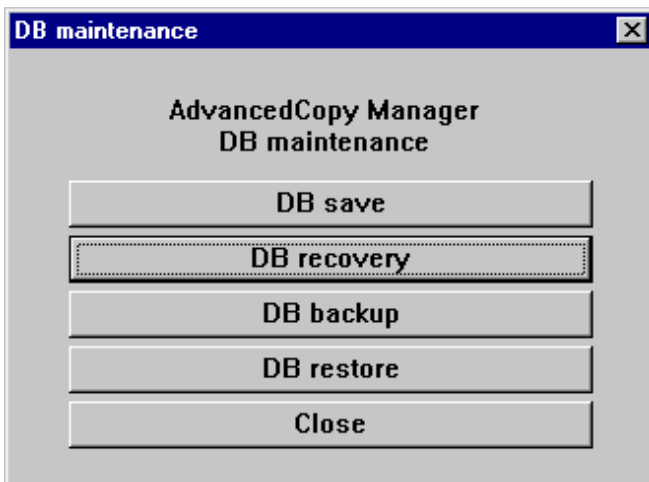 DB maintenance
AdvancedCopy Manager
DB maintenance
DB save
DB recovery
DB backup
DB restore
Close